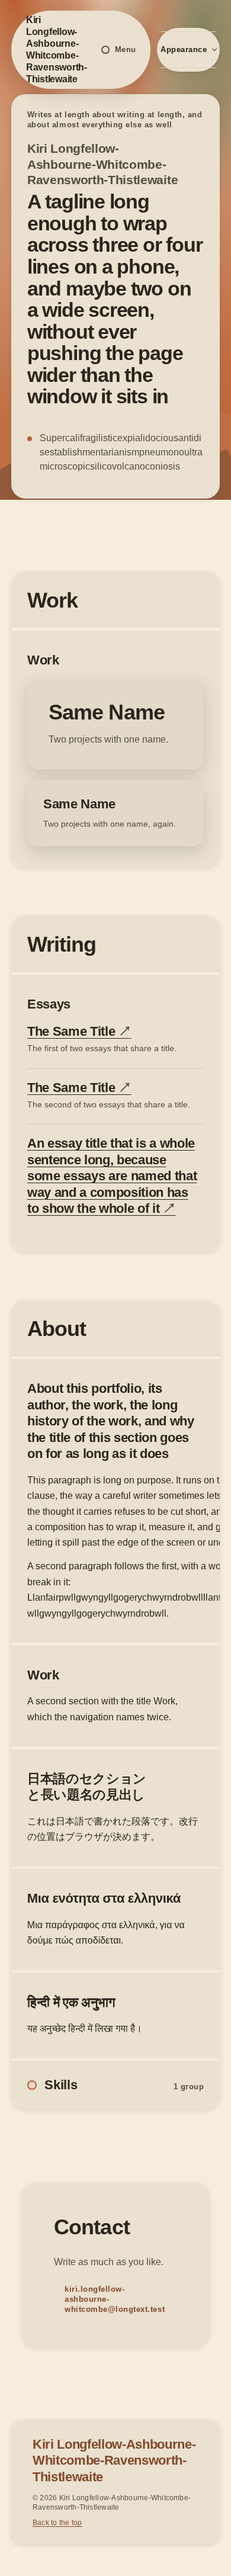 Kiri
Longfellow-
Ashbourne-
Whitcombe-
Ravensworth-
Thistlewaite
Menu
Appearance
Writes at length about writing at length, and
about almost everything else as well
Kiri Longfellow-
Ashbourne-Whitcombe-
Ravensworth-Thistlewaite
A tagline long
enough to wrap
across three or four
lines on a phone,
and maybe two on
a wide screen,
without ever
pushing the page
wider than the
window it sits in
Supercalifragilisticexpialidociousantidi
sestablishmentarianismpneumonoultra
microscopicsilicovolcanoconiosis
Work
Work
Same Name
Two projects with one name.
Same Name
Two projects with one name, again.
Writing
Essays
The Same Title ↗
The first of two essays that share a title.
The Same Title ↗
The second of two essays that share a title.
An essay title that is a whole
sentence long, because
some essays are named that
way and a composition has
to show the whole of it ↗
About
About this portfolio, its
author, the work, the long
history of the work, and why
the title of this section goes
on for as long as it does
This paragraph is long on purpose. It runs on
clause, the way a careful writer sometimes lets
the thought it carries refuses to be cut short,
a composition has to wrap it, measure it, and
letting it spill past the edge of the screen or
A second paragraph follows the first, with a
break in it:
Llanfairpwllgwyngyllgogerychwyrndrobwllllant
wllgwyngyllgogerychwyrndrobwll.
Work
A second section with the title Work,
which the navigation names twice.
日本語のセクション
と長い題名の見出し
これは日本語で書かれた段落です。改行
の位置はブラウザが決めます。
Μια ενότητα στα ελληνικά
Μια παράγραφος στα ελληνικά, για να
δούμε πώς αποδίδεται.
हिन्दी में एक अनुभाग
यह अनुच्छेद हिन्दी में लिखा गया है।
Skills
1 group
Contact
Write as much as you like.
kiri.longfellow-
ashbourne-
whitcombe@longtext.test
Kiri Longfellow-Ashbourne-
Whitcombe-Ravensworth-
Thistlewaite
© 2026 Kiri Longfellow-Ashbourne-Whitcombe-
Ravensworth-Thistlewaite
Back to the top